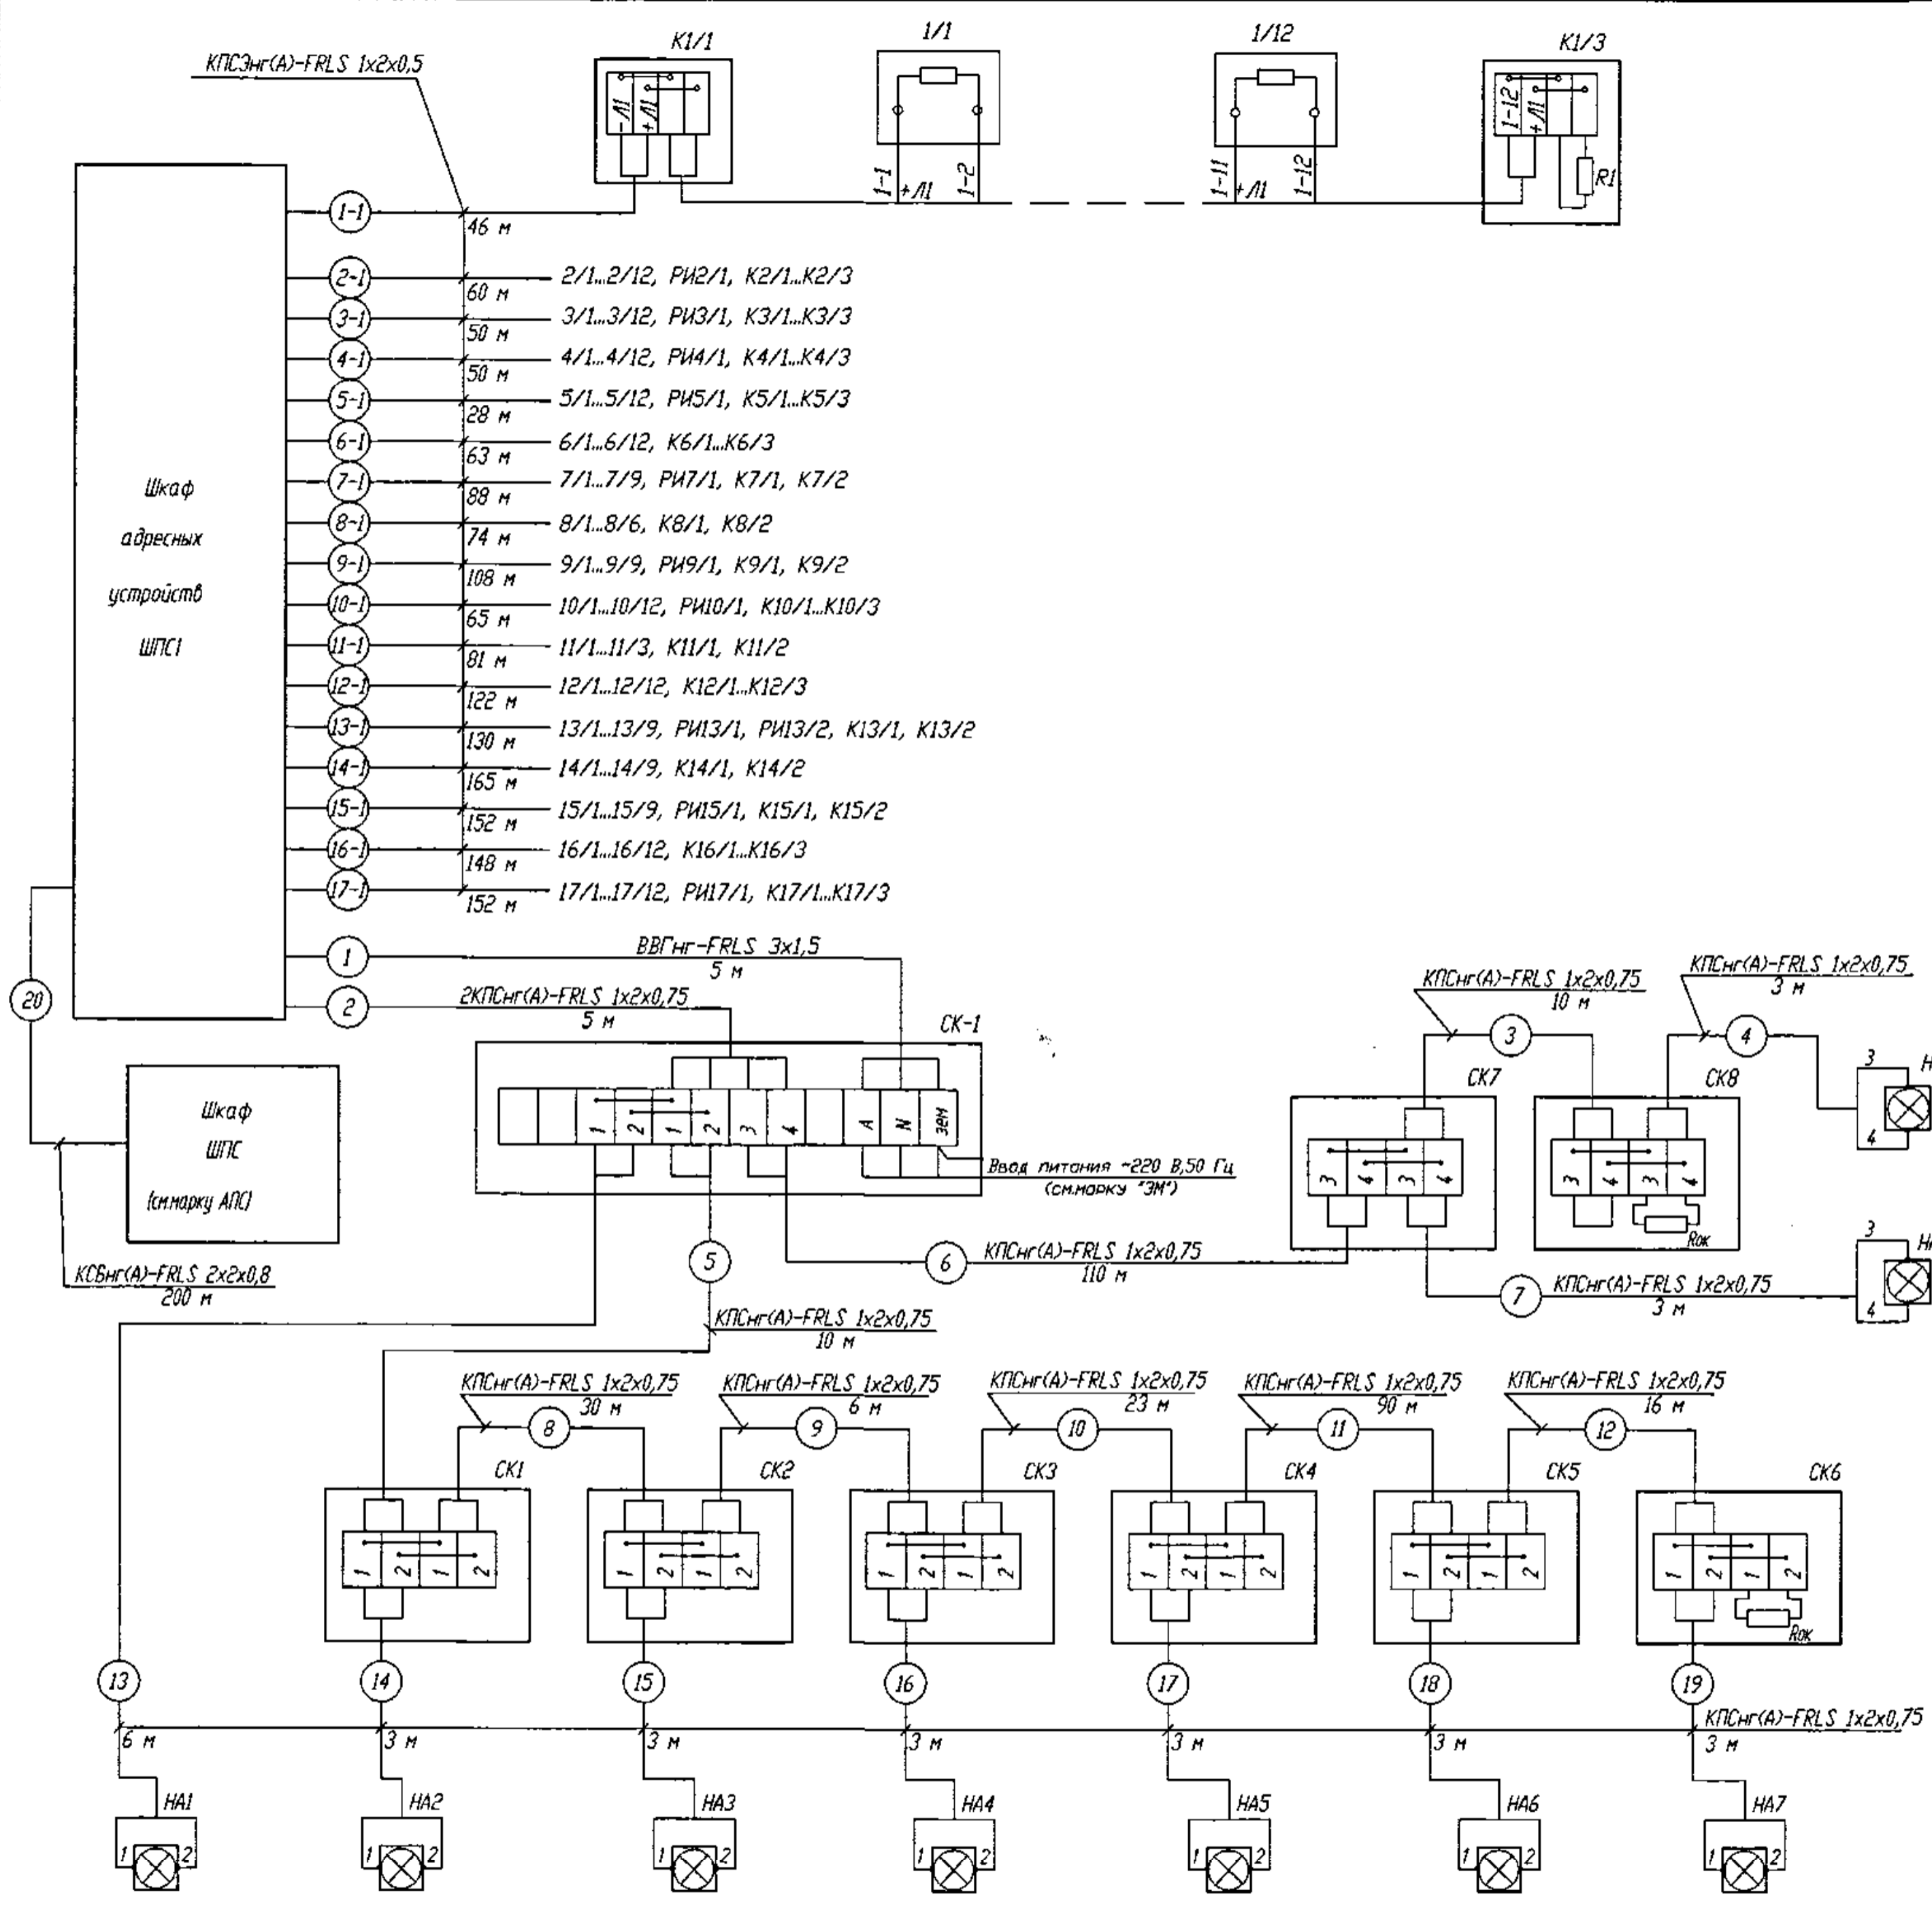 КПСЭнг(А)-FRLS 1x2x0,5
К1/1
1/1
1/12
К1/3
-Л1
+Л1
1-1
+Л1
1-2
1-11
+Л1
1-12
1-12
+Л1
R1
1-1
46 м
2-1
60 м
2/1...2/12, РИ2/1, К2/1...К2/3
3-1
50 м
3/1...3/12, РИ3/1, К3/1...К3/3
4-1
50 м
4/1...4/12, РИ4/1, К4/1...К4/3
5-1
28 м
5/1...5/12, РИ5/1, К5/1...К5/3
6-1
63 м
6/1...6/12, К6/1...К6/3
7-1
88 м
7/1...7/9, РИ7/1, К7/1, К7/2
8-1
74 м
8/1...8/6, К8/1, К8/2
9-1
108 м
9/1...9/9, РИ9/1, К9/1, К9/2
10-1
65 м
10/1...10/12, РИ10/1, К10/1...К10/3
11-1
81 м
11/1...11/3, К11/1, К11/2
12-1
122 м
12/1...12/12, К12/1...К12/3
13-1
130 м
13/1...13/9, РИ13/1, РИ13/2, К13/1, К13/2
14-1
165 м
14/1...14/9, К14/1, К14/2
15-1
152 м
15/1...15/9, РИ15/1, К15/1, К15/2
16-1
148 м
16/1...16/12, К16/1...К16/3
17-1
152 м
17/1...17/12, РИ17/1, К17/1...К17/3
Шкаф
адресных
устройств
ШПС1
1
ВВГнг-FRLS 3x1,5
5 м
2
2КПСнг(А)-FRLS 1x2x0,75
5 м
20
Шкаф
ШПС
(см.марку АПС)
КСБнг(А)-FRLS 2x2x0,8
200 м
СК-1
1 2 1 2 3 4 А N зем
Ввод питания ~220 В,50 Гц
(см.марку "ЭМ")
КПСнг(А)-FRLS 1x2x0,75
10 м
3
КПСнг(А)-FRLS 1x2x0,75
3 м
4
СК7
3 4 3 4
СК8
3 4 3 4
Rок
3
4
3
4
5
КПСнг(А)-FRLS 1x2x0,75
10 м
6
КПСнг(А)-FRLS 1x2x0,75
110 м
7
КПСнг(А)-FRLS 1x2x0,75
3 м
КПСнг(А)-FRLS 1x2x0,75
30 м
8
КПСнг(А)-FRLS 1x2x0,75
6 м
9
КПСнг(А)-FRLS 1x2x0,75
23 м
10
КПСнг(А)-FRLS 1x2x0,75
90 м
11
КПСнг(А)-FRLS 1x2x0,75
16 м
12
СК1
1 2 1 2
СК2
1 2 1 2
СК3
1 2 1 2
СК4
1 2 1 2
СК5
1 2 1 2
СК6
1 2 1 2
Rок
13
14
15
16
17
18
19
КПСнг(А)-FRLS 1x2x0,75
6 м
3 м
3 м
3 м
3 м
3 м
3 м
НА1
1 2
НА2
1 2
НА3
1 2
НА4
1 2
НА5
1 2
НА6
1 2
НА7
1 2